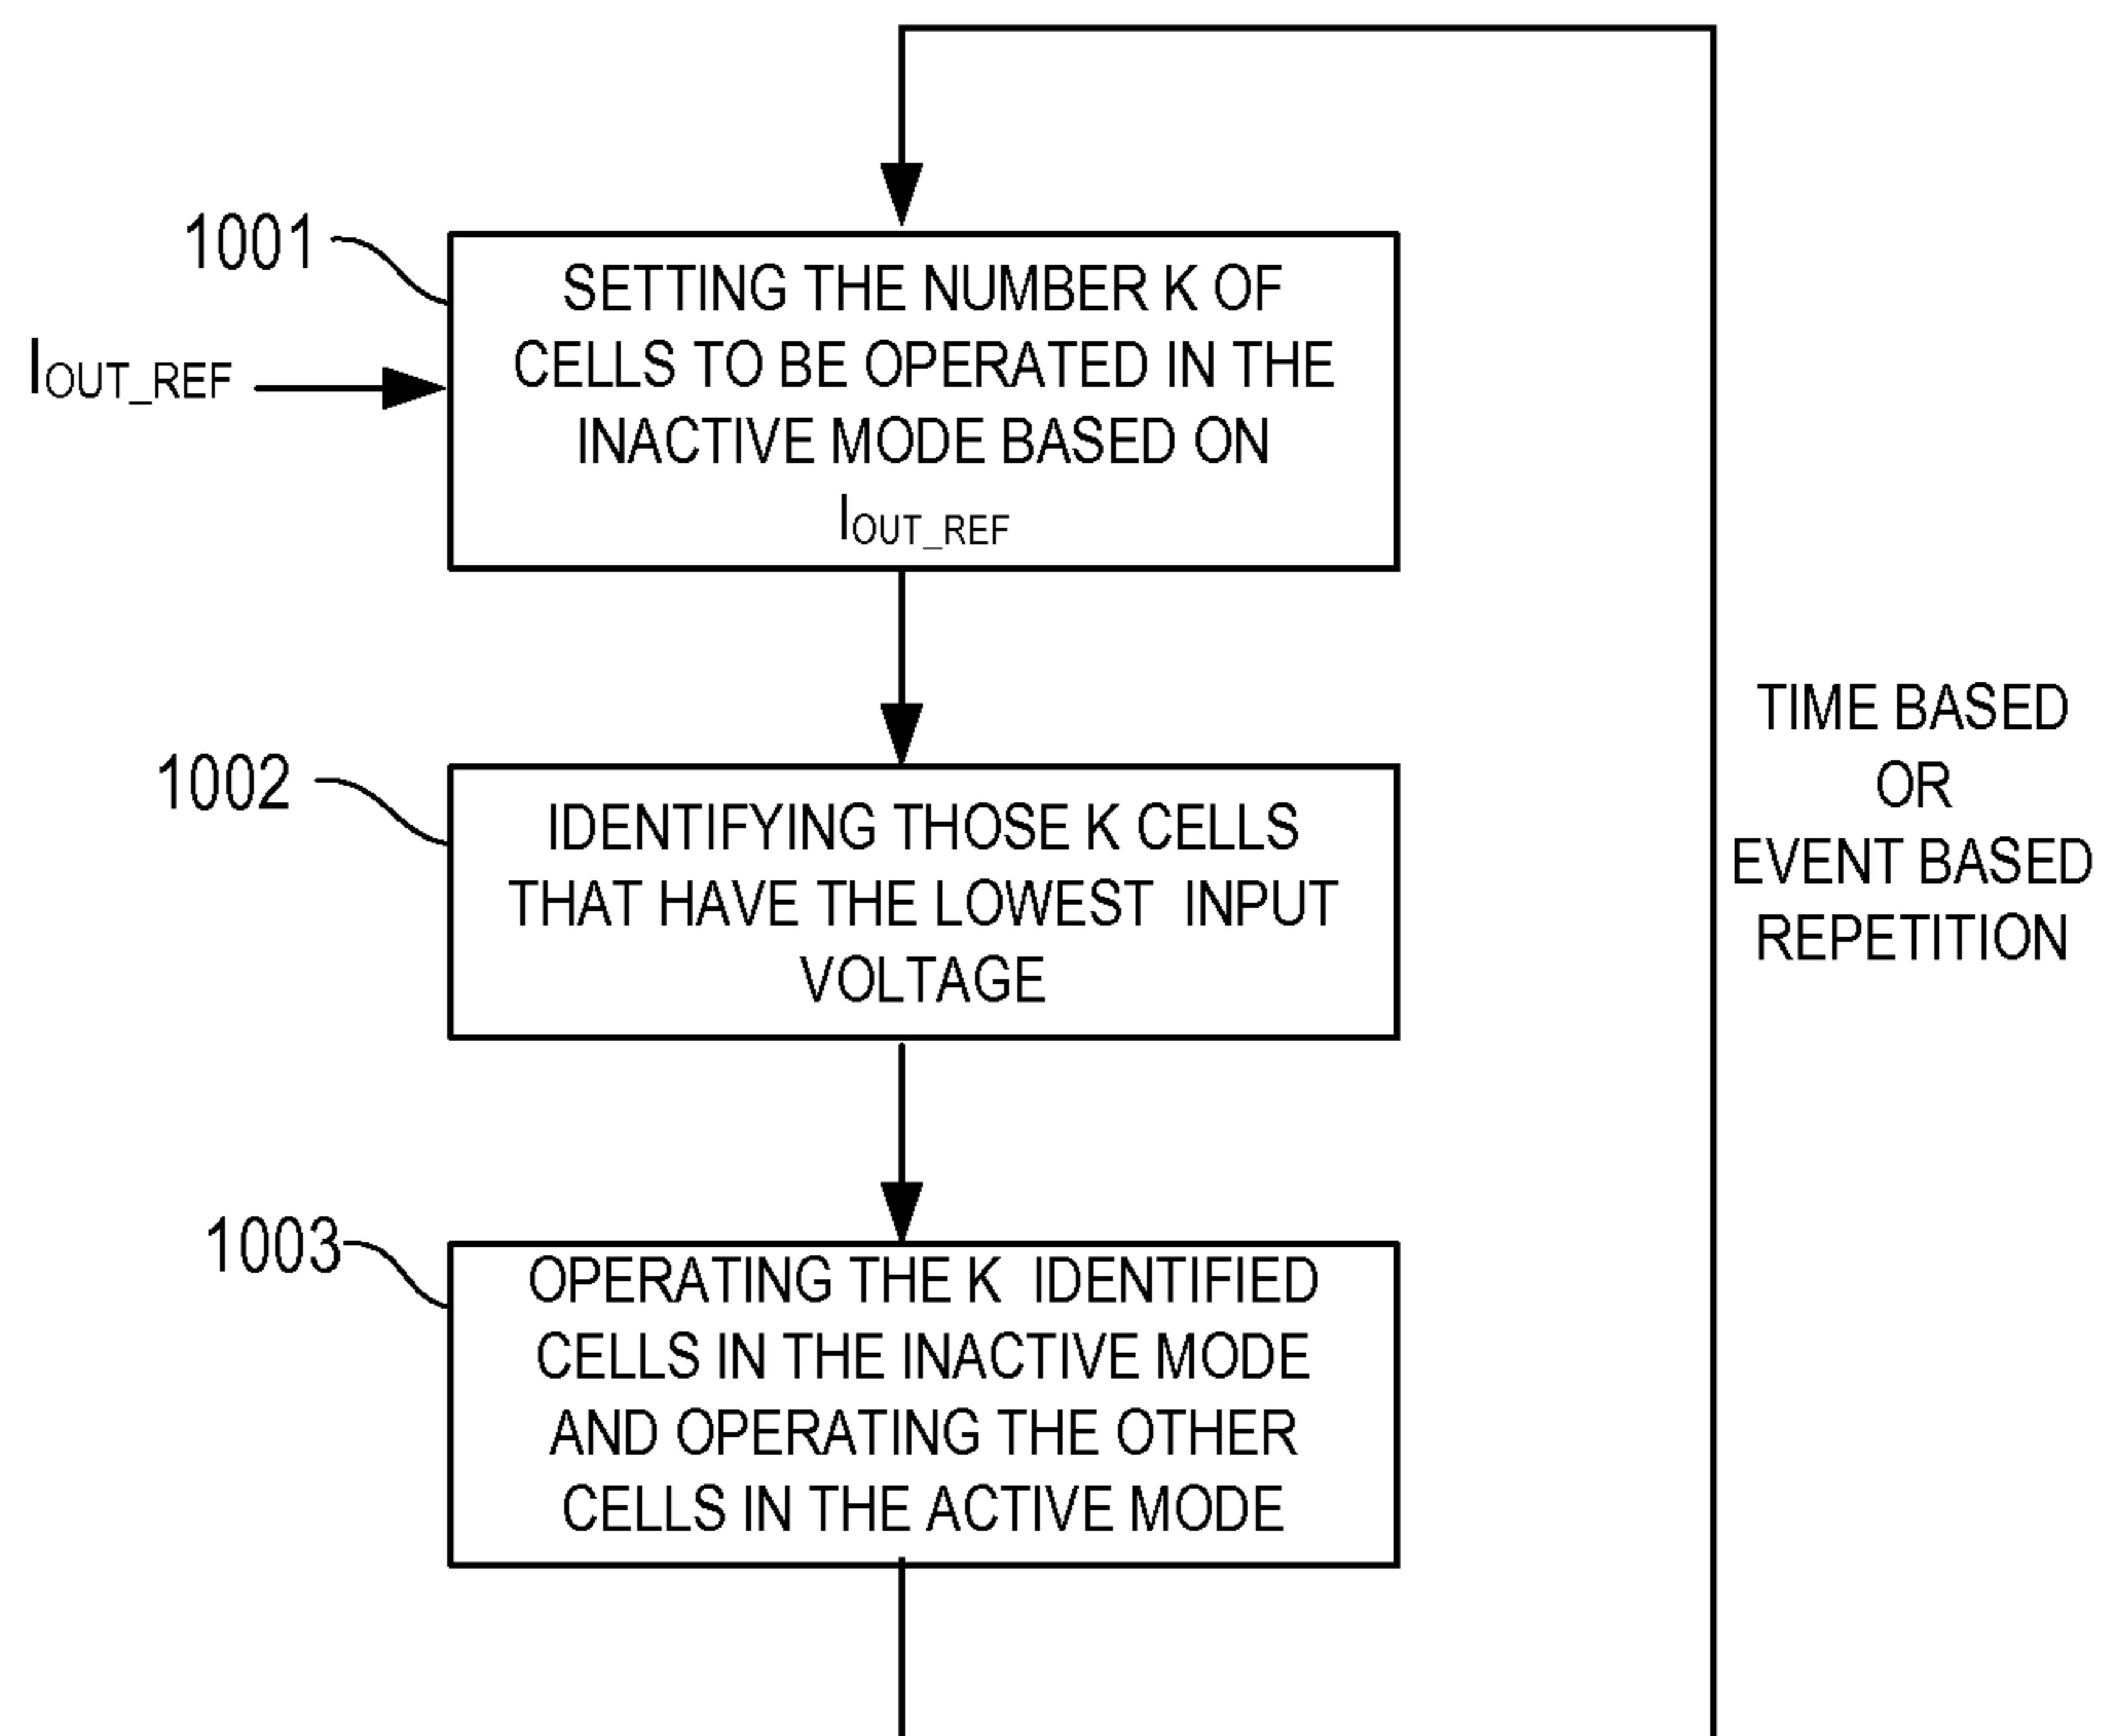 1001
SETTING THE NUMBER K OF
CELLS TO BE OPERATED IN THE
INACTIVE MODE BASED ON
IOUT_REF
IOUT_REF
1002
IDENTIFYING THOSE K CELLS
THAT HAVE THE LOWEST INPUT
VOLTAGE
TIME BASED
OR
EVENT BASED
REPETITION
1003
OPERATING THE K IDENTIFIED
CELLS IN THE INACTIVE MODE
AND OPERATING THE OTHER
CELLS IN THE ACTIVE MODE